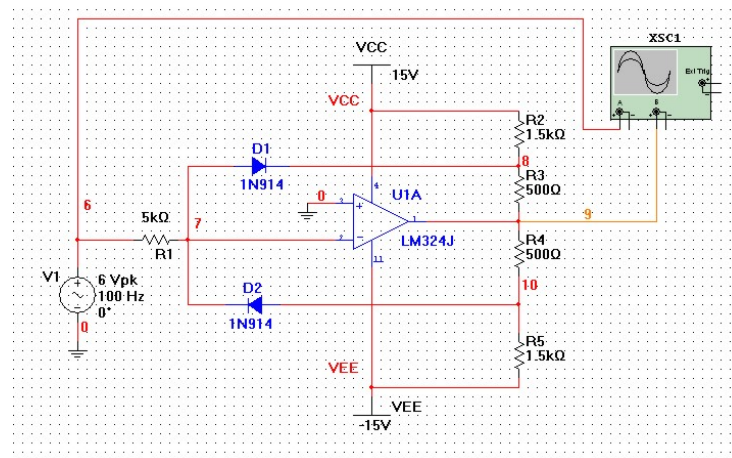 XSC1
Ext Trig
+
-
A
B
+ - + -
VCC
15V
VCC
R2
1.5kΩ
8
D1
1N914
R3
500Ω
0
4
U1A
3
+
1
9
2
-
LM324J
11
6
5kΩ
7
R1
R4
500Ω
V1
+
-
6 Vpk
100 Hz
0°
D2
1N914
10
0
R5
1.5kΩ
VEE
VEE
-15V